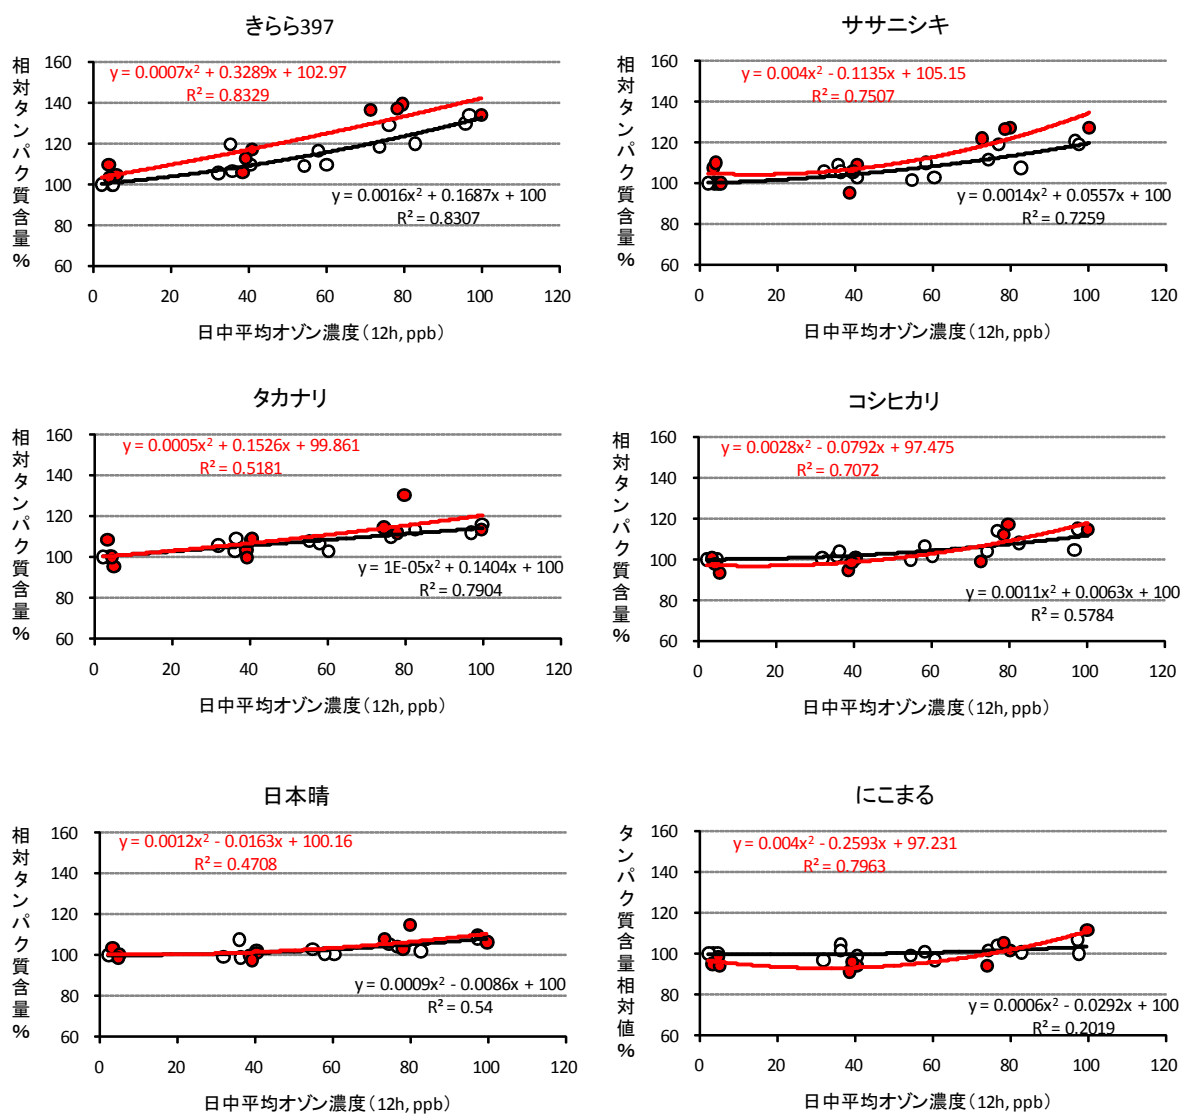 きらら397
相対タンパク質含量%
160
140
120
100
80
60
y = 0.0007x² + 0.3289x + 102.97
R² = 0.8329
y = 0.0016x² + 0.1687x + 100
R² = 0.8307
0 20 40 60 80 100 120
日中平均オゾン濃度(12h, ppb)
ササニシキ
相対タンパク質含量%
160
140
120
100
80
60
y = 0.004x² - 0.1135x + 105.15
R² = 0.7507
y = 0.0014x² + 0.0557x + 100
R² = 0.7259
0 20 40 60 80 100 120
日中平均オゾン濃度(12h, ppb)
タカナリ
相対タンパク質含量%
160
140
120
100
80
60
y = 0.0005x² + 0.1526x + 99.861
R² = 0.5181
y = 1E-05x² + 0.1404x + 100
R² = 0.7904
0 20 40 60 80 100 120
日中平均オゾン濃度(12h, ppb)
コシヒカリ
相対タンパク質含量%
160
140
120
100
80
60
y = 0.0028x² - 0.0792x + 97.475
R² = 0.7072
y = 0.0011x² + 0.0063x + 100
R² = 0.5784
0 20 40 60 80 100 120
日中平均オゾン濃度(12h, ppb)
日本晴
相対タンパク質含量%
160
140
120
100
80
60
y = 0.0012x² - 0.0163x + 100.16
R² = 0.4708
y = 0.0009x² - 0.0086x + 100
R² = 0.54
0 20 40 60 80 100 120
日中平均オゾン濃度(12h, ppb)
にこまる
タンパク質含量相対値%
160
140
120
100
80
60
y = 0.004x² - 0.2593x + 97.231
R² = 0.7963
y = 0.0006x² - 0.0292x + 100
R² = 0.2019
0 20 40 60 80 100 120
日中平均オゾン濃度(12h, ppb)